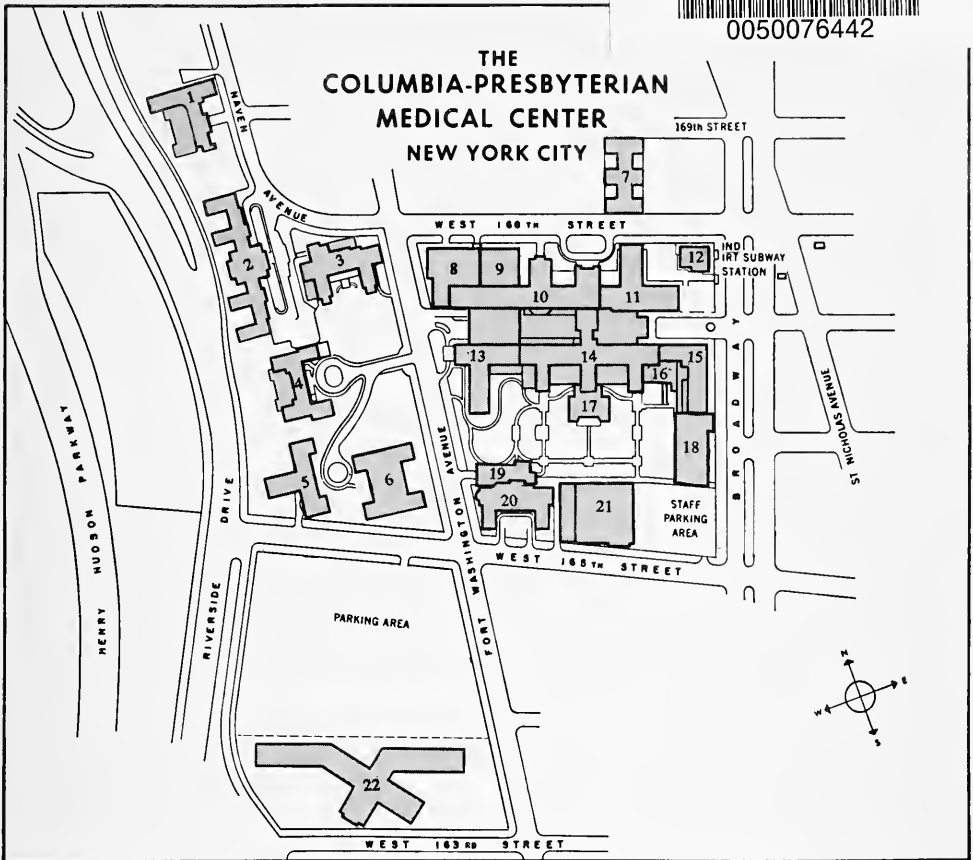 0050076442
THE
COLUMBIA-PRESBYTERIAN
MEDICAL CENTER
NEW YORK CITY
169th STREET
HAVEN
AVENUE
1
7
WEST 168TH STREET
2
3
8
9
12
IND
IRT SUBWAY
STATION
10
11
13
14
15
16
4
17
18
BROADWAY
ST NICHOLAS AVENUE
HENRY HUDSON PARKWAY
RIVERSIDE DRIVE
FORT WASHINGTON AVENUE
5
6
19
20
21
STAFF
PARKING
AREA
WEST 165TH STREET
PARKING AREA
N
E
W
S
22
WEST 163RD STREET